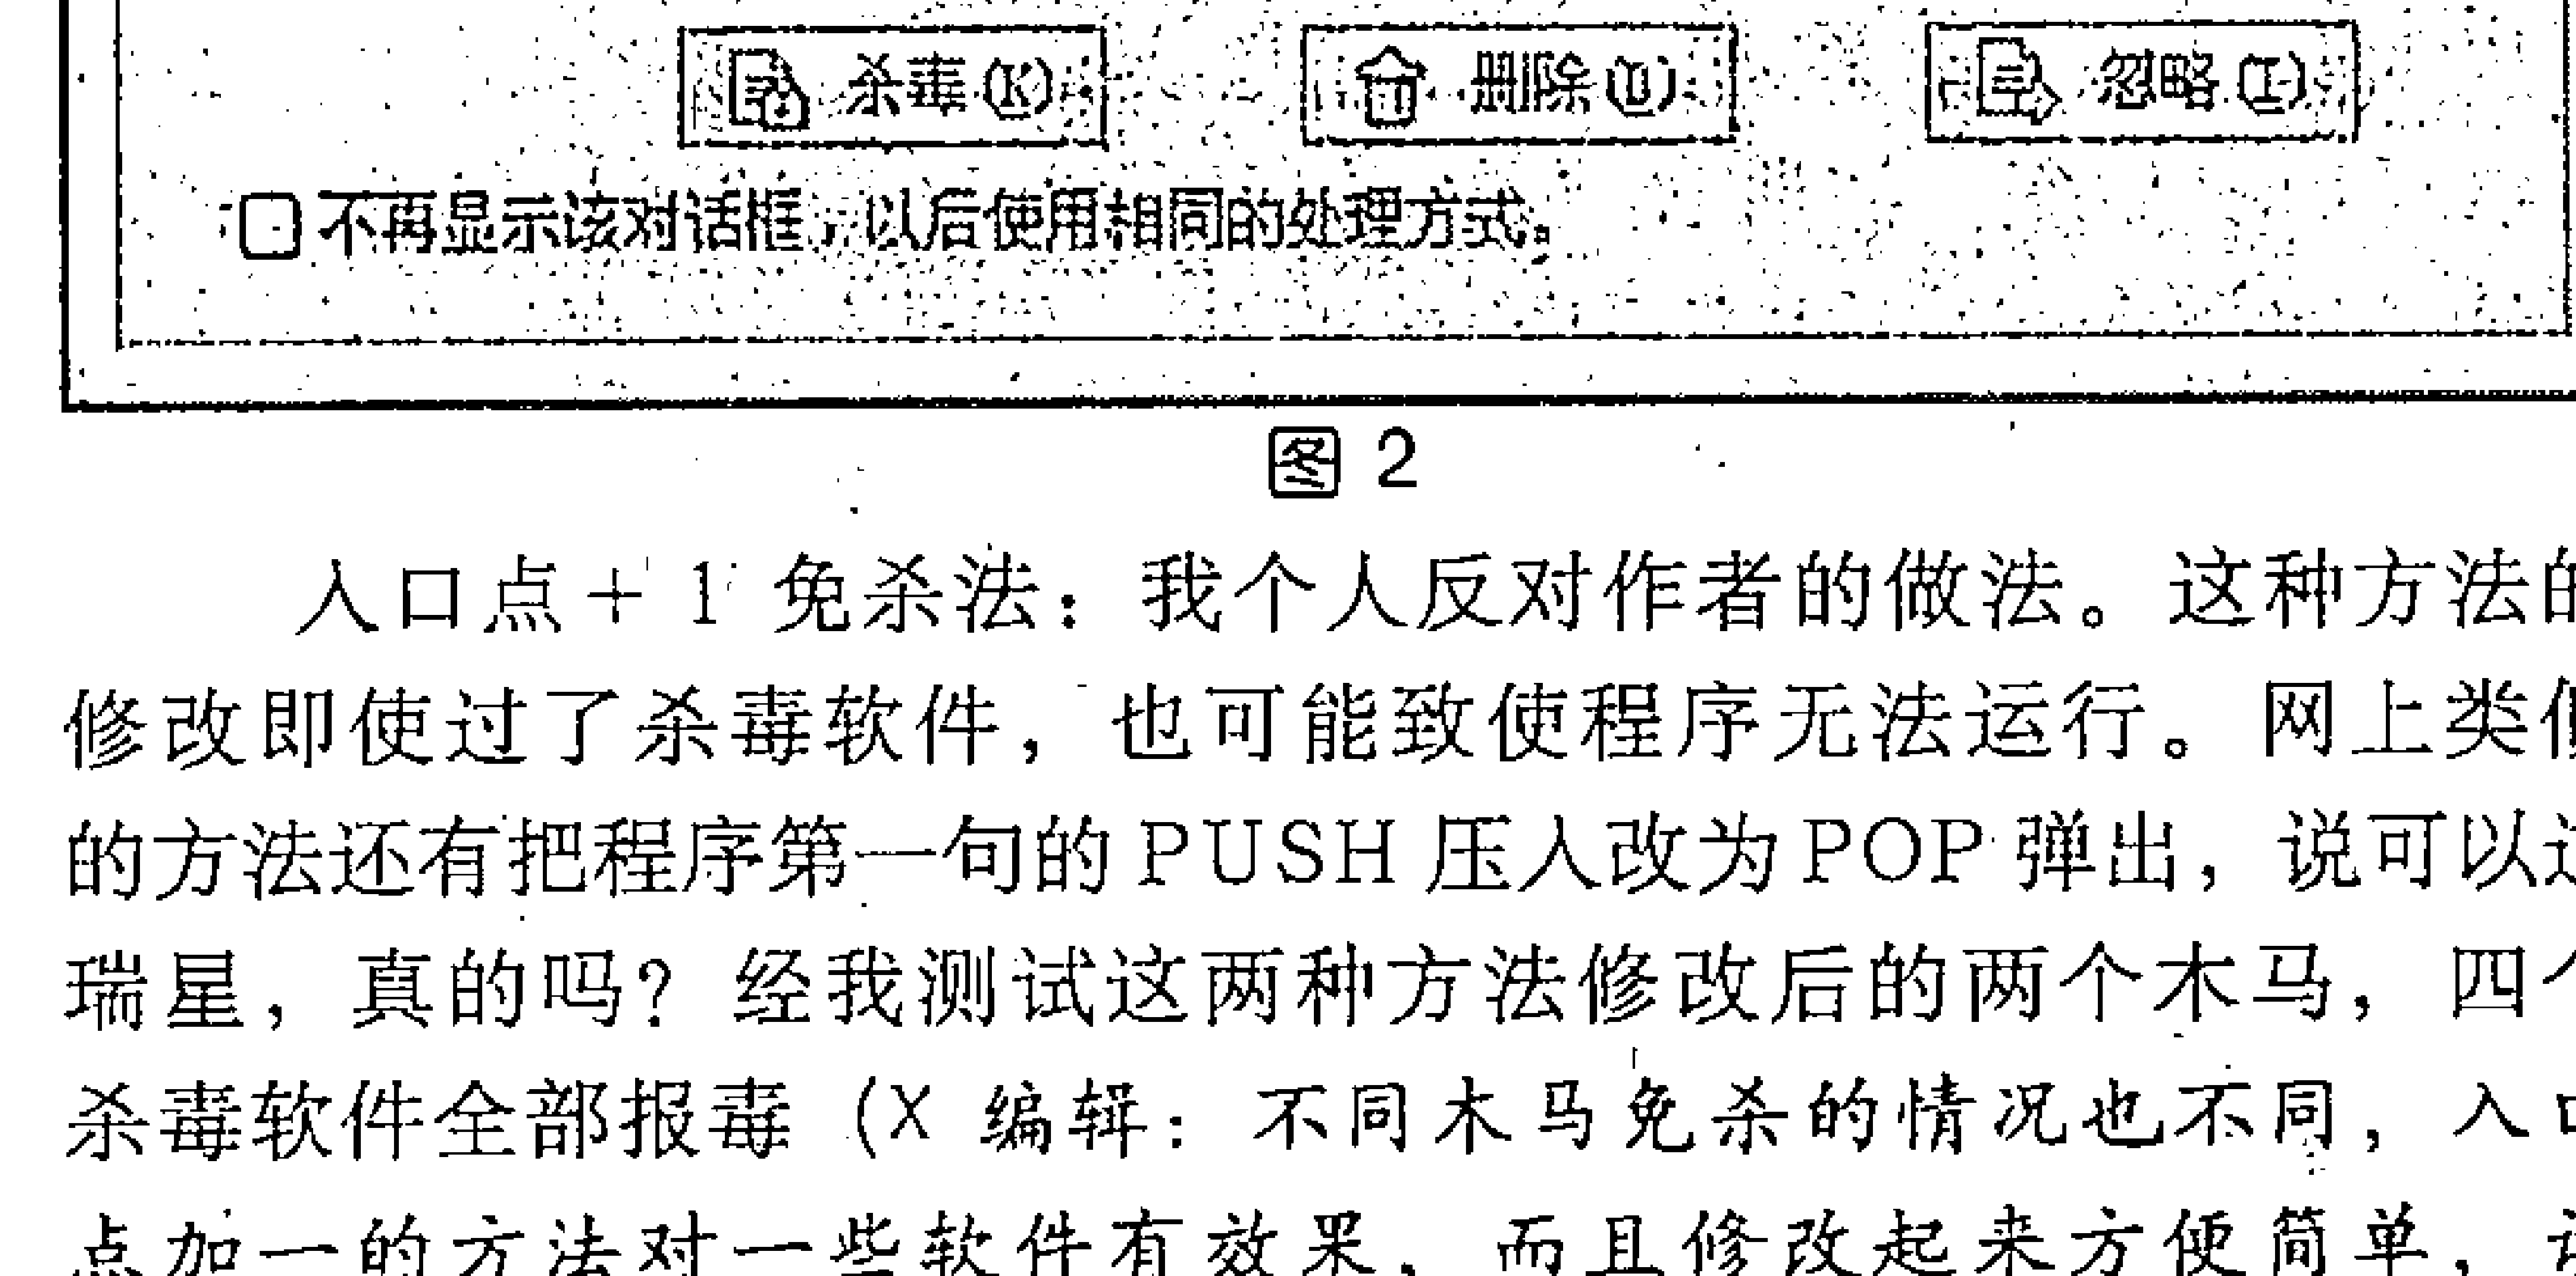 杀毒(K) 删除(D) 忽略(I)
不再显示该对话框，以后使用相同的处理方式。
图 2
入口点＋1 免杀法：我个人反对作者的做法。这种方法的
修改即使过了杀毒软件，也可能致使程序无法运行。网上类似
的方法还有把程序第一句的 PUSH 压入改为 POP 弹出，说可以过
瑞星，真的吗？经我测试这两种方法修改后的两个木马，四个
杀毒软件全部报毒（X 编辑：不同木马免杀的情况也不同，入口
点加一的方法对一些软件有效果，而且修改起来方便简单，